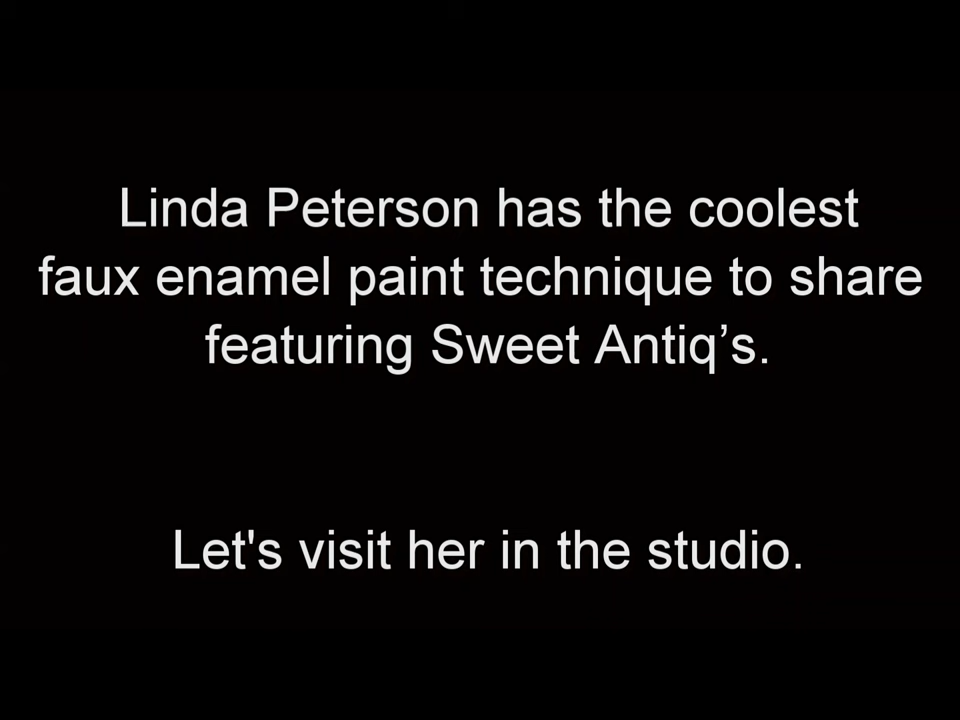 Linda Peterson has the coolest
faux enamel paint technique to share
featuring Sweet Antiq’s.
Let's visit her in the studio.